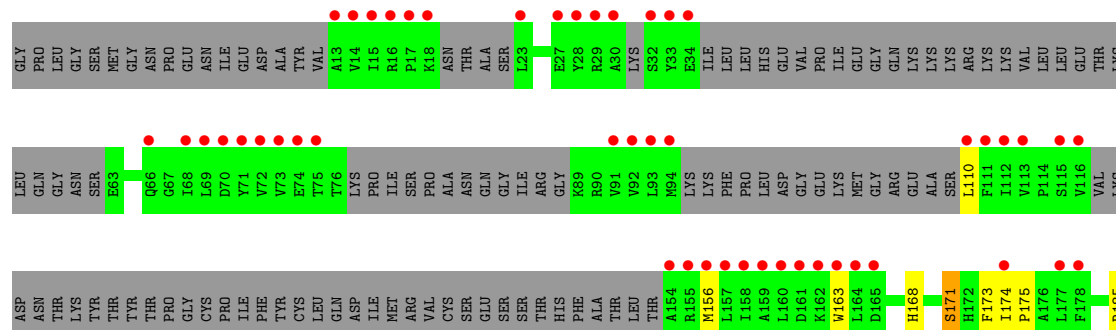 GLY PRO LEU GLY SER MET GLY ASN PRO GLU ASN ILE GLU ASP ALA TYR VAL A13 V14 I15 R16 P17 K18 ASN THR ALA SER L23 E27 Y28 R29 A30 LYS S32 Y33 E34 ILE LEU LEU HIS GLU VAL PRO ILE GLU GLY GLN LYS LYS LYS ARG LYS LYS VAL LEU LEU GLU THR
LEU GLN GLY ASN SER E63 Q66 G67 I68 L69 D70 Y71 V72 V73 E74 T75 T76 LYS PRO ILE SER PRO ALA ASN GLN GLY ILE ARG GLY K89 R90 V91 V92 L93 M94 LYS LYS PHE PRO LEU ASP GLY GLU LYS MET GLY ARG GLU ALA SER L110 F111 I112 V113 P114 S115 V116 VAL
ASP ASN THR LYS TYR THR TYR THR PRO GLY CYS PRO ILE PHE TYR CYS LEU GLN ASP ILE MET ARG VAL CYS SER GLU SER SER THR HIS PHE ALA THR LEU THR A154 R155 M156 L157 I158 A159 L160 D161 K162 W163 L164 D165 H168 S171 H172 F173 I174 P175 A176 L177 F178